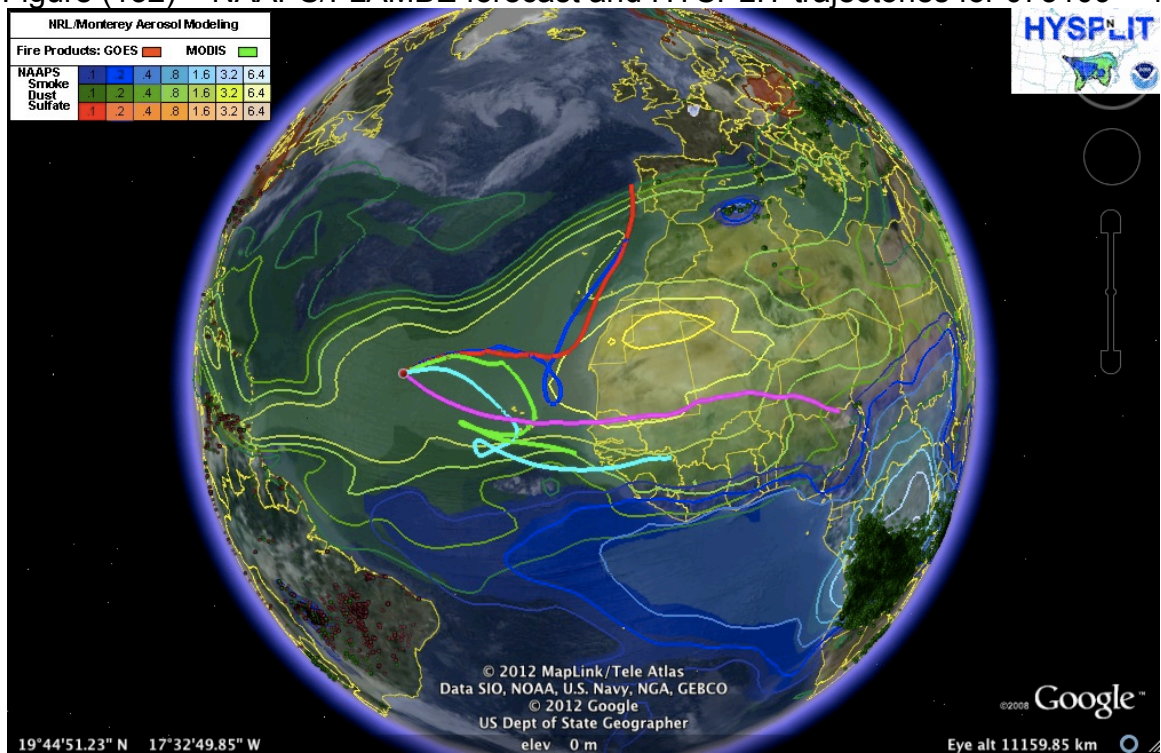 NRL/Monterey Aerosol Modeling
Fire Products: GOES MODIS
NAAPS
Smoke .1 .2 .4 .8 1.6 3.2 6.4
Dust .1 .2 .4 .8 1.6 3.2 6.4
Sulfate .1 .2 .4 .8 1.6 3.2 6.4
HYSPLIT
© 2012 MapLink/Tele Atlas
Data SIO, NOAA, U.S. Navy, NGA, GEBCO
© 2012 Google
US Dept of State Geographer
©2008 Google™
19°44'51.23" N 17°32'49.85" W elev 0 m Eye alt 11159.85 km